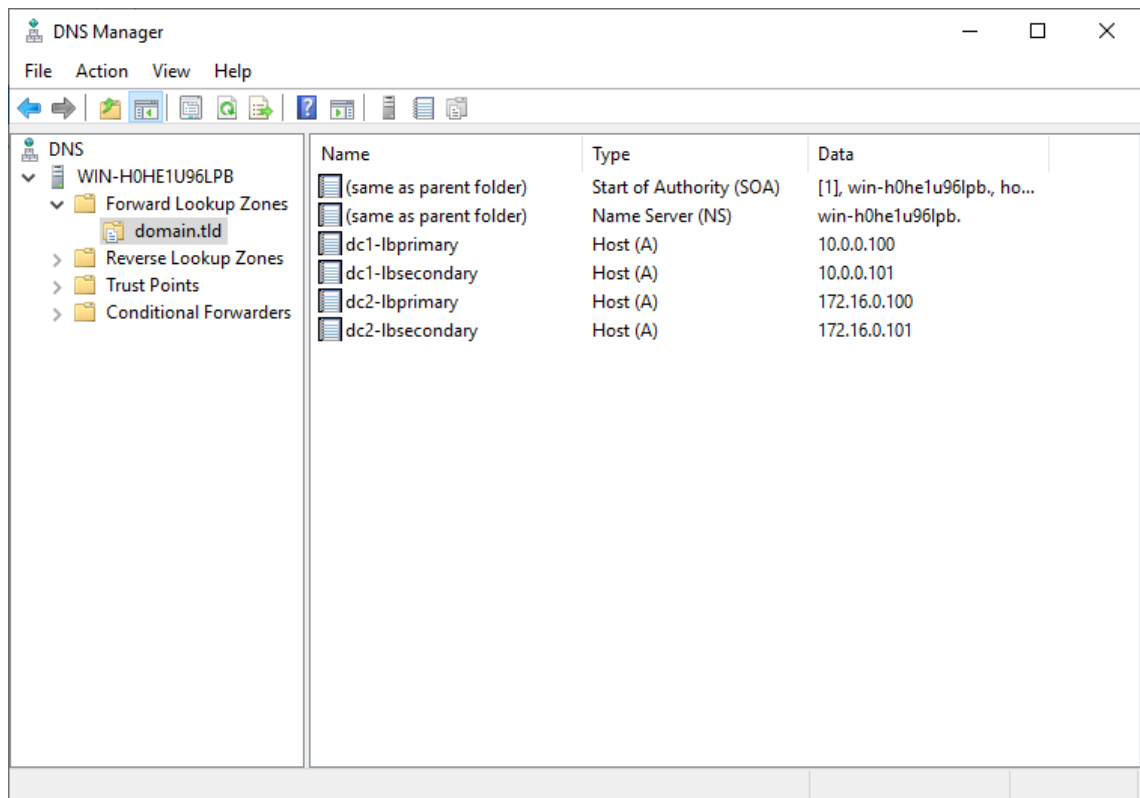 DNS Manager
File Action View Help
DNS
WIN-H0HE1U96LPB
Forward Lookup Zones
domain.tld
Reverse Lookup Zones
Trust Points
Conditional Forwarders
Name Type Data
(same as parent folder) Start of Authority (SOA) [1], win-h0he1u96lpb., ho...
(same as parent folder) Name Server (NS) win-h0he1u96lpb.
dc1-lbprimary Host (A) 10.0.0.100
dc1-lbsecondary Host (A) 10.0.0.101
dc2-lbprimary Host (A) 172.16.0.100
dc2-lbsecondary Host (A) 172.16.0.101